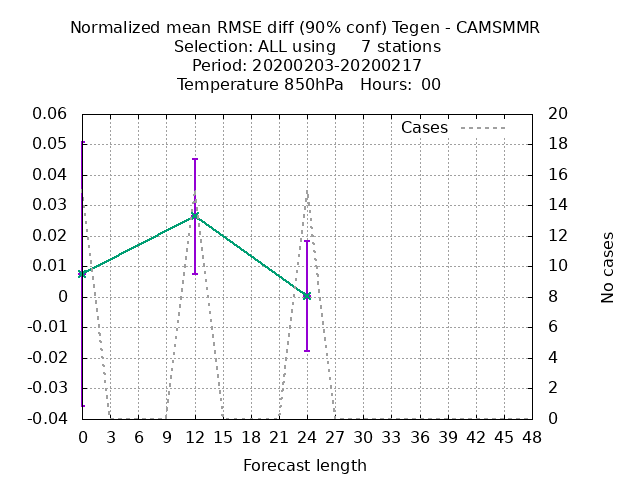 Normalized mean RMSE diff (90% conf) Tegen - CAMSMMR
Selection: ALL using     7 stations
Period: 20200203-20200217
Temperature 850hPa   Hours:  00
Cases
0.06
0.05
0.04
0.03
0.02
0.01
0
-0.01
-0.02
-0.03
-0.04
20
18
16
14
12
10
8
6
4
2
0
No cases
0 3 6 9 12 15 18 21 24 27 30 33 36 39 42 45 48
Forecast length